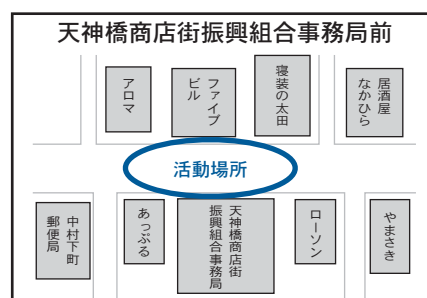 天神橋商店街振興組合事務局前
アロマ
ファイブ
ビル
寝装の太田
居酒屋
なかひら
活動場所
中村下町
郵便局
あっぷる
天神橋商店街
振興組合事務局
ローソン
やまさき